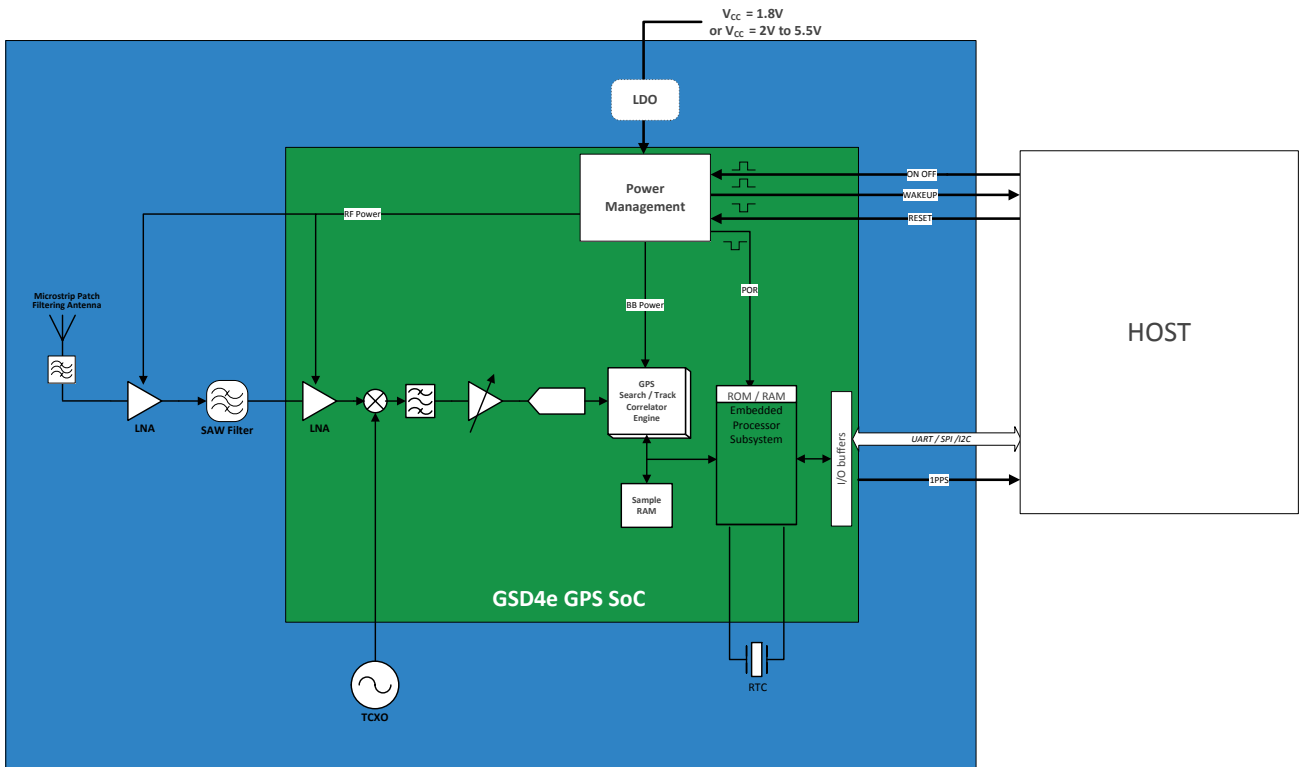 V_CC = 1.8V
or V_CC = 2V to 5.5V
LDO
Power
Management
ON OFF
WAKEUP
RESET
RF Power
POR
BB Power
Microstrip Patch
Filtering Antenna
HOST
GPS
Search / Track
Correlator
Engine
ROM / RAM
Embedded
Processor
Subsystem
LNA
SAW Filter
LNA
I/O buffers
UART / SPI /I2C
1PPS
Sample
RAM
GSD4e GPS SoC
RTC
TCXO